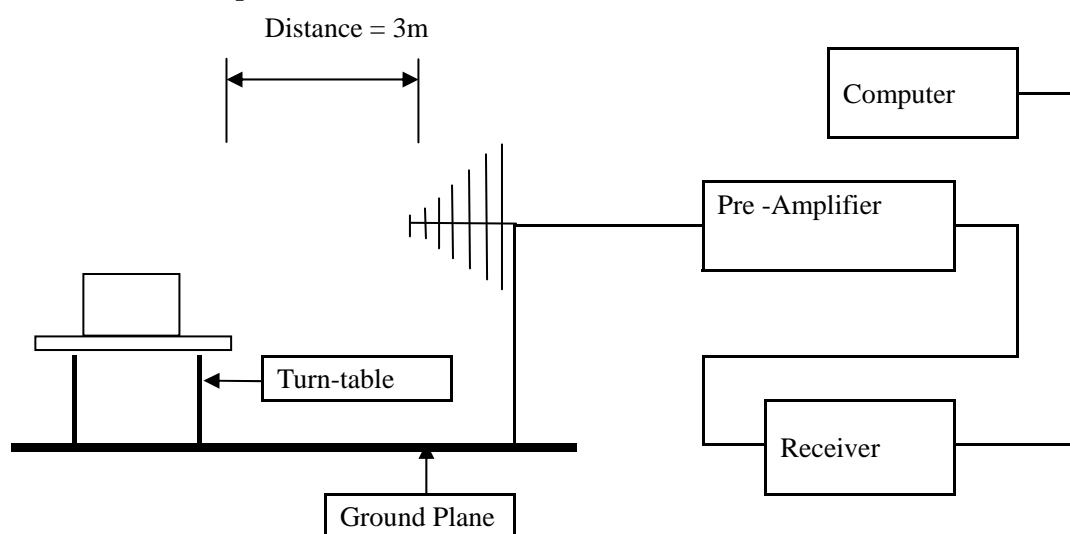 Distance = 3m
Computer
Pre -Amplifier
Turn-table
Receiver
Ground Plane